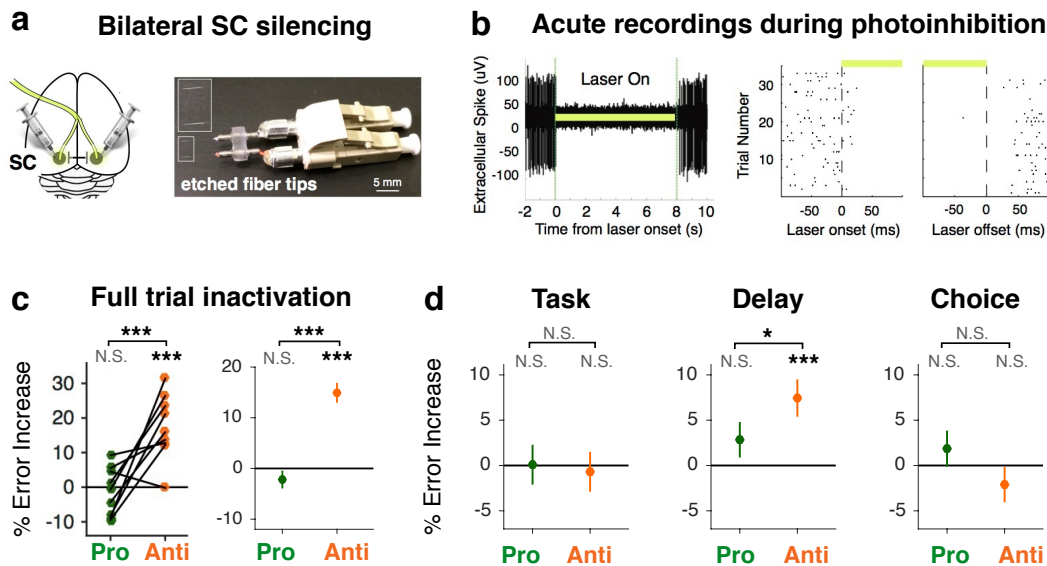 a Bilateral SC silencing
SC
etched fiber tips
5 mm
b Acute recordings during photoinhibition
Extracellular Spike (uV)
100
50
0
-50
-100
Laser On
-2 0 2 4 6 8 10
Time from laser onset (s)
Trial Number
30
20
10
-50 0 50
Laser onset (ms)
-50 0 50
Laser offset (ms)
c Full trial inactivation
% Error Increase
***
N.S. ***
30
20
10
0
-10
Pro Anti
***
N.S. ***
20
10
0
-10
Pro Anti
d Task
% Error Increase
N.S.
N.S. N.S.
10
5
0
-5
Pro Anti
Delay
*
N.S. ***
10
5
0
-5
Pro Anti
Choice
N.S.
N.S. N.S.
10
5
0
-5
Pro Anti